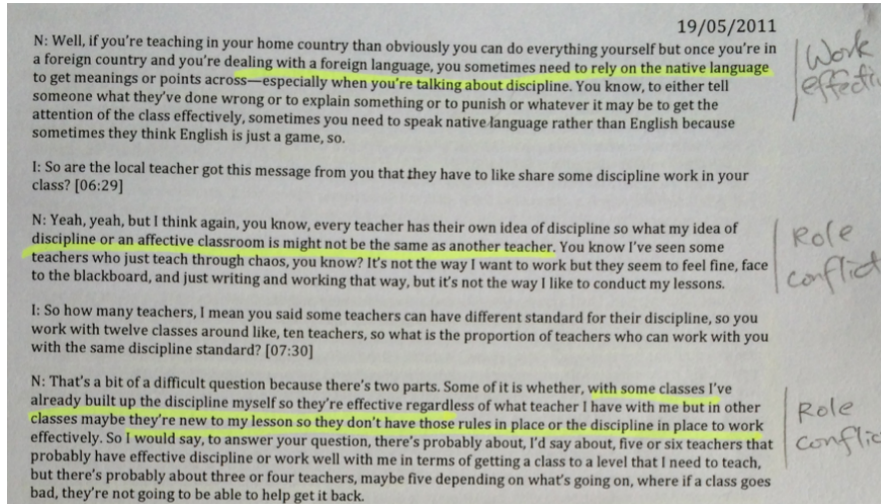 19/05/2011
N: Well, if you're teaching in your home country than obviously you can do everything yourself but once you're in
a foreign country and you're dealing with a foreign language, you sometimes need to rely on the native language
to get meanings or points across—especially when you're talking about discipline. You know, to either tell
someone what they've done wrong or to explain something or to punish or whatever it may be to get the
attention of the class effectively, sometimes you need to speak native language rather than English because
sometimes they think English is just a game, so.
Work
I: So are the local teacher got this message from you that they have to like share some discipline work in your
class? [06:29]
N: Yeah, yeah, but I think again, you know, every teacher has their own idea of discipline so what my idea of
discipline or an affective classroom is might not be the same as another teacher. You know I've seen some
teachers who just teach through chaos, you know? It's not the way I want to work but they seem to feel fine, face
to the blackboard, and just writing and working that way, but it's not the way I like to conduct my lessons.
Role
conflict
I: So how many teachers, I mean you said some teachers can have different standard for their discipline, so you
work with twelve classes around like, ten teachers, so what is the proportion of teachers who can work with you
with the same discipline standard? [07:30]
N: That's a bit of a difficult question because there's two parts. Some of it is whether, with some classes I've
already built up the discipline myself so they're effective regardless of what teacher I have with me but in other
classes maybe they're new to my lesson so they don't have those rules in place or the discipline in place to work
effectively. So I would say, to answer your question, there's probably about, I'd say about, five or six teachers that
probably have effective discipline or work well with me in terms of getting a class to a level that I need to teach,
but there's probably about three or four teachers, maybe five depending on what's going on, where if a class goes
bad, they're not going to be able to help get it back.
Role